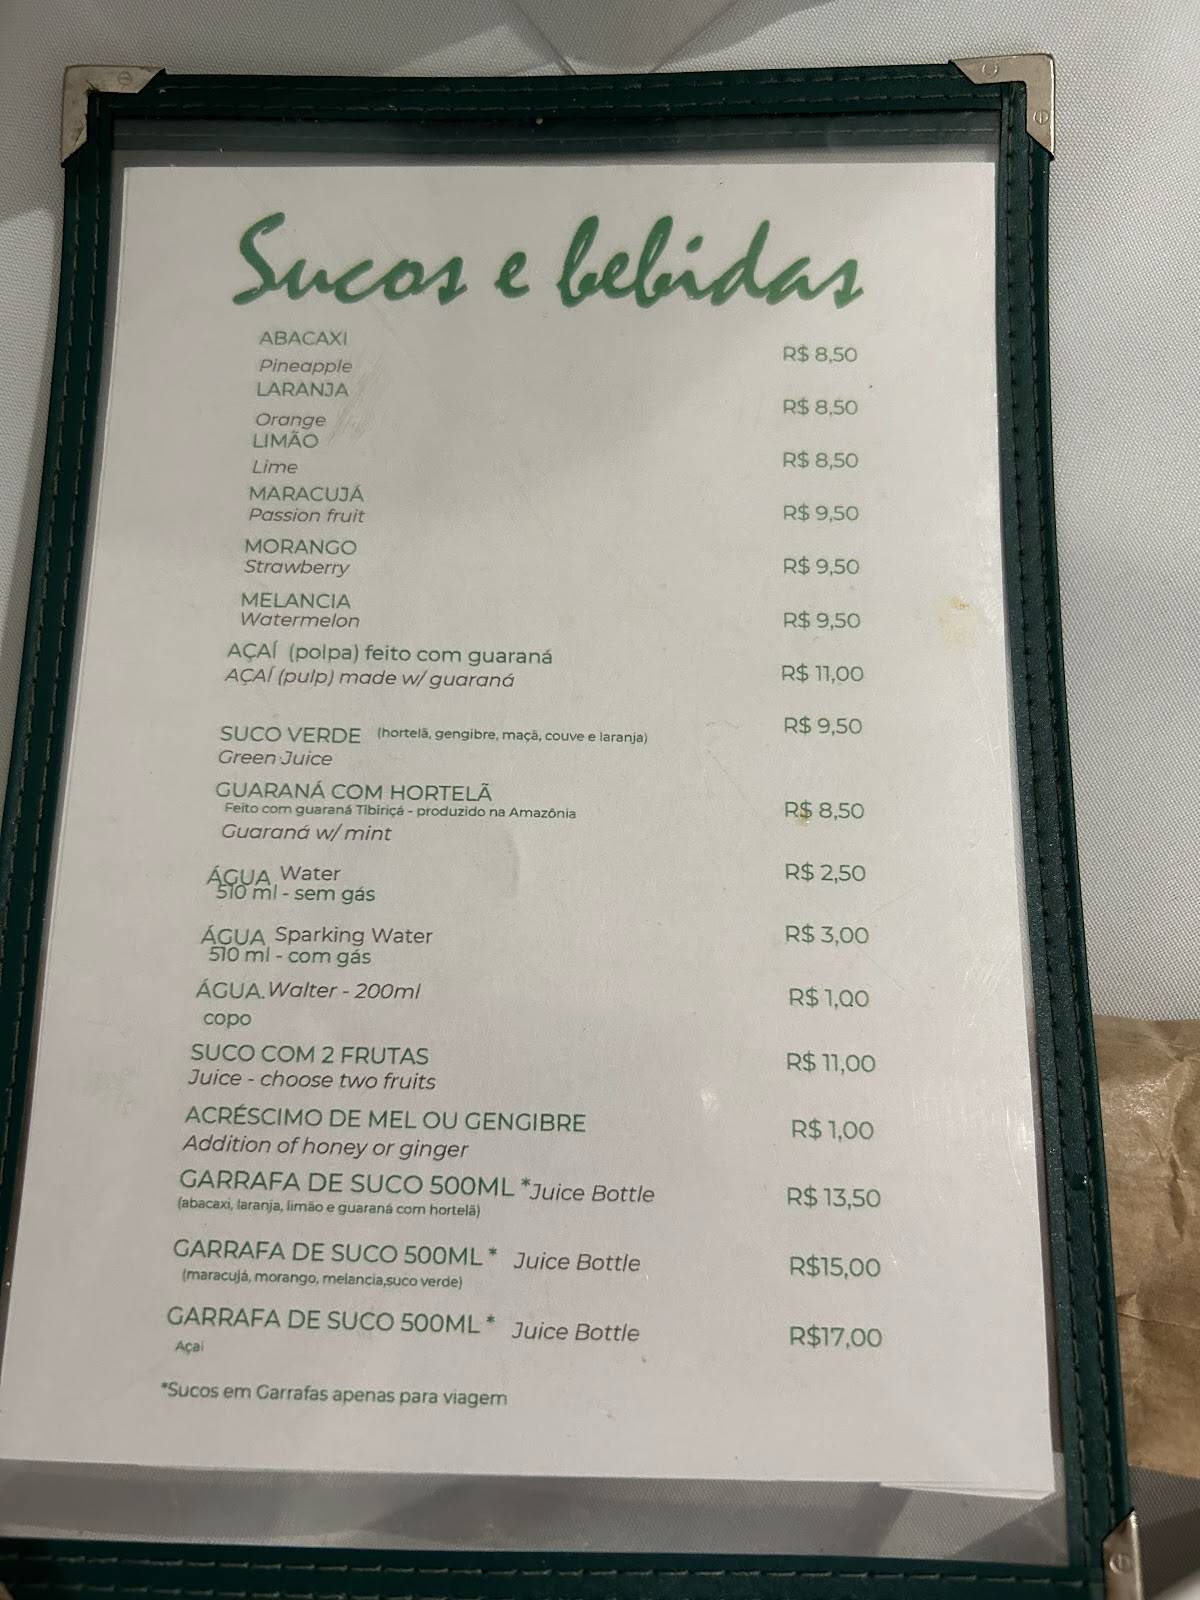 Sucos e bebidas
ABACAXI
Pineapple
R$ 8,50
LARANJA
Orange
R$ 8,50
LIMÃO
Lime
R$ 8,50
MARACUJÁ
Passion fruit
R$ 9,50
MORANGO
Strawberry
R$ 9,50
MELANCIA
Watermelon
R$ 9,50
AÇAÍ (polpa) feito com guaraná
AÇAÍ (pulp) made w/ guaraná
R$ 11,00
SUCO VERDE (hortelã, gengibre, maçã, couve e laranja)
Green Juice
R$ 9,50
GUARANÁ COM HORTELÃ
Feito com guaraná Tibiriçá - produzido na Amazônia
Guaraná w/ mint
R$ 8,50
ÁGUA Water
510 ml - sem gás
R$ 2,50
ÁGUA Sparking Water
510 ml - com gás
R$ 3,00
ÁGUA. Walter - 200ml
copo
R$ 1,00
SUCO COM 2 FRUTAS
Juice - choose two fruits
R$ 11,00
ACRÉSCIMO DE MEL OU GENGIBRE
Addition of honey or ginger
R$ 1,00
GARRAFA DE SUCO 500ML * Juice Bottle
(abacaxi, laranja, limão e guaraná com hortelã)
R$ 13,50
GARRAFA DE SUCO 500ML * Juice Bottle
(maracujá, morango, melancia,suco verde)
R$15,00
GARRAFA DE SUCO 500ML * Juice Bottle
Açai
R$17,00
*Sucos em Garrafas apenas para viagem